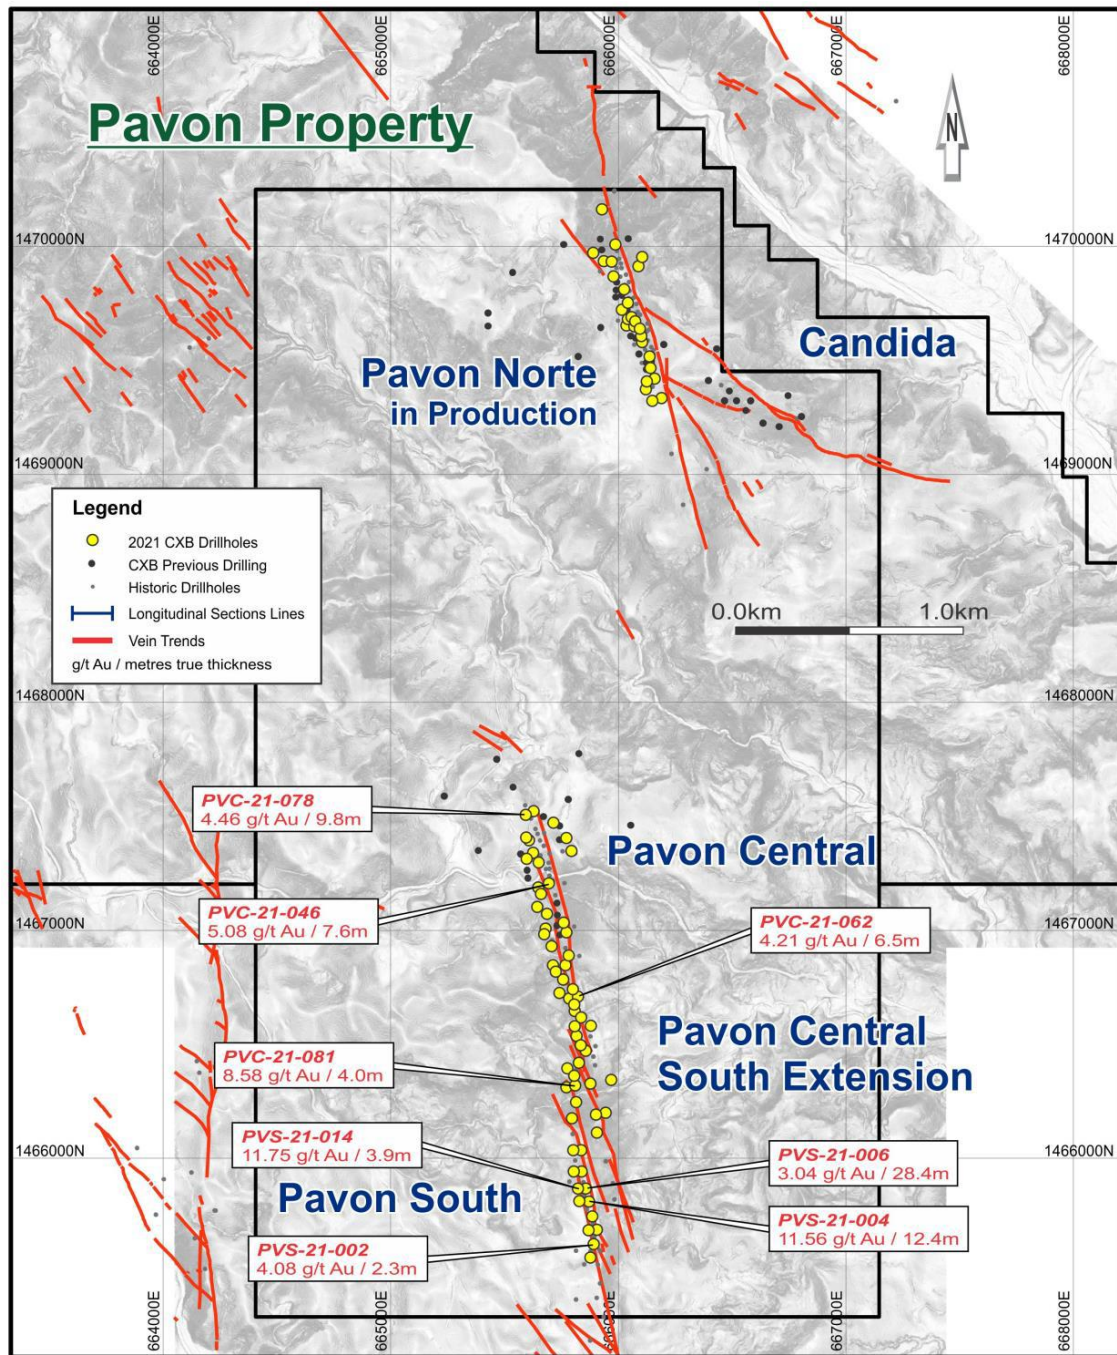 664000E
665000E
666000E
667000E
668000E
Pavon Property
N
1470000N
1470000N
Candida
Pavon Norte
in Production
1469000N
1469000N
Legend
2021 CXB Drillholes
CXB Previous Drilling
Historic Drillholes
Longitudinal Sections Lines
Vein Trends
g/t Au / metres true thickness
0.0km
1.0km
1468000N
1468000N
PVC-21-078
4.46 g/t Au / 9.8m
Pavon Central
PVC-21-046
5.08 g/t Au / 7.6m
PVC-21-062
4.21 g/t Au / 6.5m
1467000N
1467000N
Pavon Central
South Extension
PVC-21-081
8.58 g/t Au / 4.0m
PVS-21-014
11.75 g/t Au / 3.9m
PVS-21-006
3.04 g/t Au / 28.4m
1466000N
1466000N
Pavon South
PVS-21-004
11.56 g/t Au / 12.4m
PVS-21-002
4.08 g/t Au / 2.3m
664000E
665000E
666000E
667000E
668000E